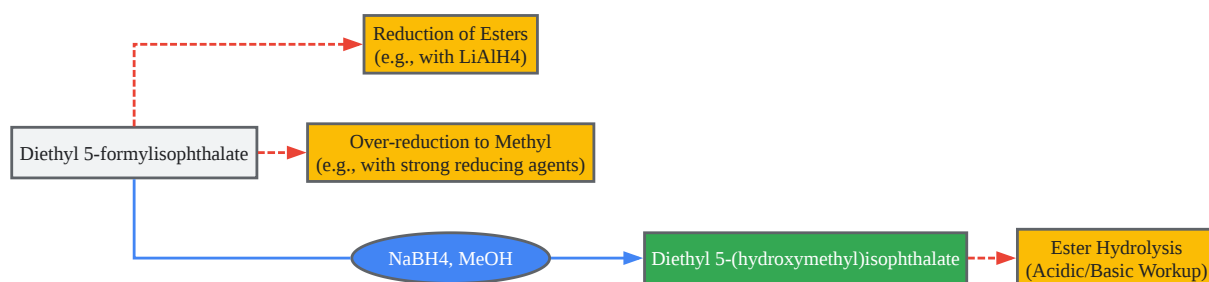 Reduction of Esters
(e.g., with LiAlH4)
Diethyl 5-formylisophthalate
Over-reduction to Methyl
(e.g., with strong reducing agents)
NaBH4, MeOH
Diethyl 5-(hydroxymethyl)isophthalate
Ester Hydrolysis
(Acidic/Basic Workup)